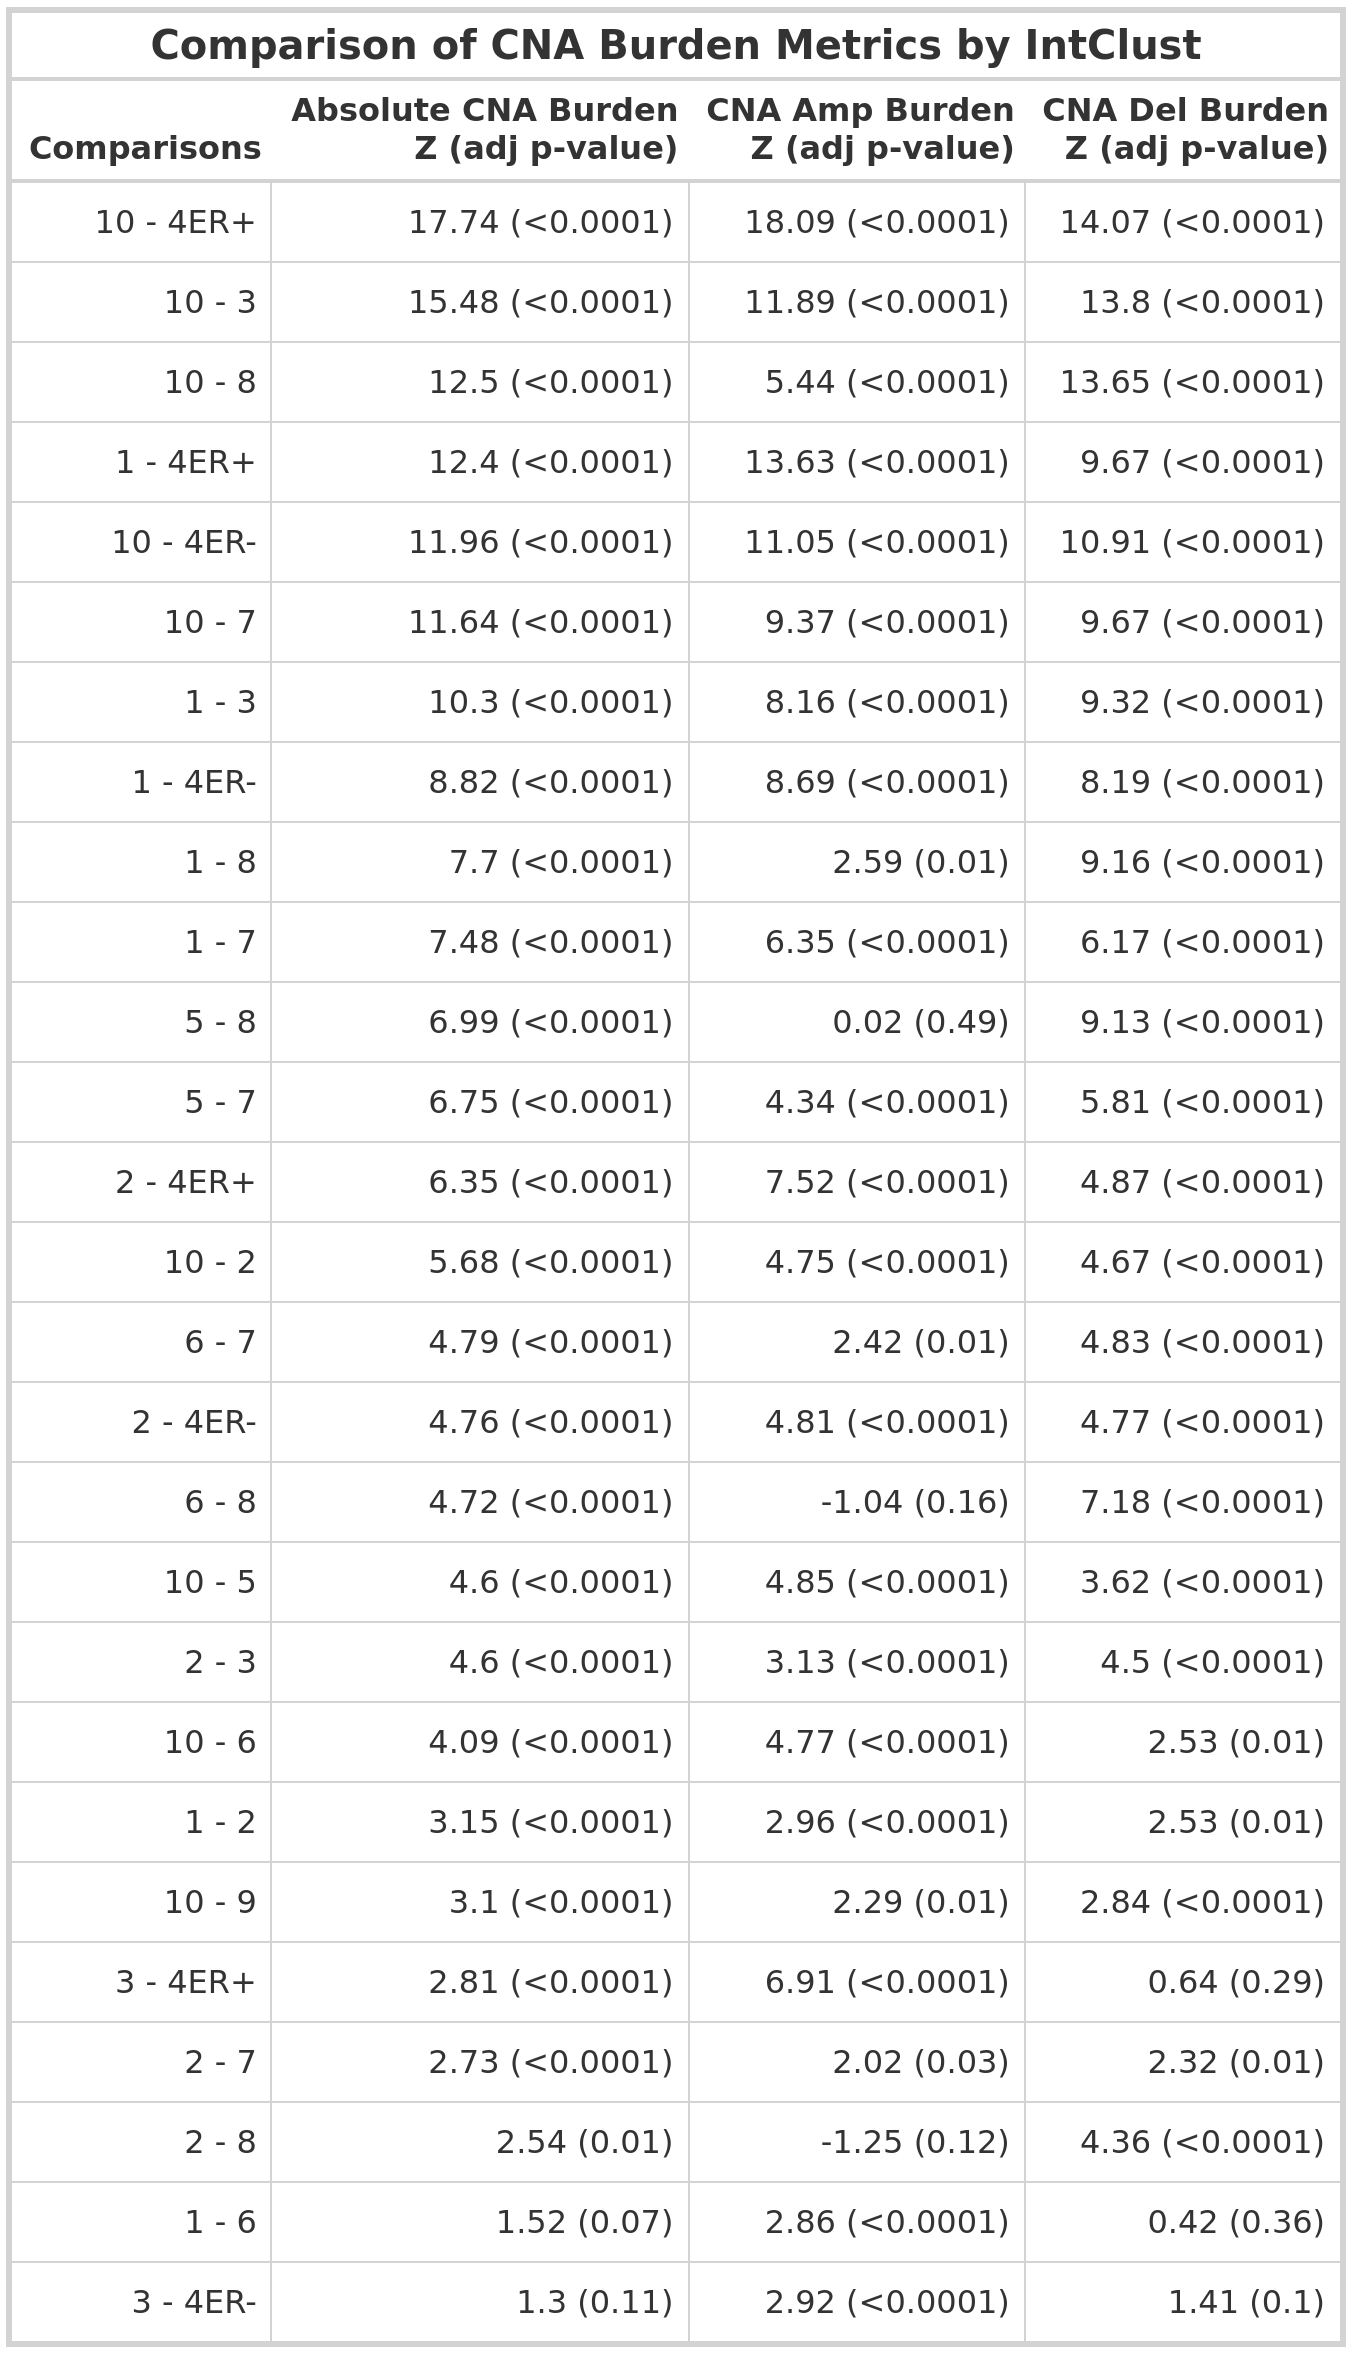 Comparison of CNA Burden Metrics by IntClust
Comparisons Absolute CNA Burden Z (adj p-value) CNA Amp Burden Z (adj p-value) CNA Del Burden Z (adj p-value)
10 - 4ER+ 17.74 (<0.0001) 18.09 (<0.0001) 14.07 (<0.0001)
10 - 3 15.48 (<0.0001) 11.89 (<0.0001) 13.8 (<0.0001)
10 - 8 12.5 (<0.0001) 5.44 (<0.0001) 13.65 (<0.0001)
1 - 4ER+ 12.4 (<0.0001) 13.63 (<0.0001) 9.67 (<0.0001)
10 - 4ER- 11.96 (<0.0001) 11.05 (<0.0001) 10.91 (<0.0001)
10 - 7 11.64 (<0.0001) 9.37 (<0.0001) 9.67 (<0.0001)
1 - 3 10.3 (<0.0001) 8.16 (<0.0001) 9.32 (<0.0001)
1 - 4ER- 8.82 (<0.0001) 8.69 (<0.0001) 8.19 (<0.0001)
1 - 8 7.7 (<0.0001) 2.59 (0.01) 9.16 (<0.0001)
1 - 7 7.48 (<0.0001) 6.35 (<0.0001) 6.17 (<0.0001)
5 - 8 6.99 (<0.0001) 0.02 (0.49) 9.13 (<0.0001)
5 - 7 6.75 (<0.0001) 4.34 (<0.0001) 5.81 (<0.0001)
2 - 4ER+ 6.35 (<0.0001) 7.52 (<0.0001) 4.87 (<0.0001)
10 - 2 5.68 (<0.0001) 4.75 (<0.0001) 4.67 (<0.0001)
6 - 7 4.79 (<0.0001) 2.42 (0.01) 4.83 (<0.0001)
2 - 4ER- 4.76 (<0.0001) 4.81 (<0.0001) 4.77 (<0.0001)
6 - 8 4.72 (<0.0001) -1.04 (0.16) 7.18 (<0.0001)
10 - 5 4.6 (<0.0001) 4.85 (<0.0001) 3.62 (<0.0001)
2 - 3 4.6 (<0.0001) 3.13 (<0.0001) 4.5 (<0.0001)
10 - 6 4.09 (<0.0001) 4.77 (<0.0001) 2.53 (0.01)
1 - 2 3.15 (<0.0001) 2.96 (<0.0001) 2.53 (0.01)
10 - 9 3.1 (<0.0001) 2.29 (0.01) 2.84 (<0.0001)
3 - 4ER+ 2.81 (<0.0001) 6.91 (<0.0001) 0.64 (0.29)
2 - 7 2.73 (<0.0001) 2.02 (0.03) 2.32 (0.01)
2 - 8 2.54 (0.01) -1.25 (0.12) 4.36 (<0.0001)
1 - 6 1.52 (0.07) 2.86 (<0.0001) 0.42 (0.36)
3 - 4ER- 1.3 (0.11) 2.92 (<0.0001) 1.41 (0.1)